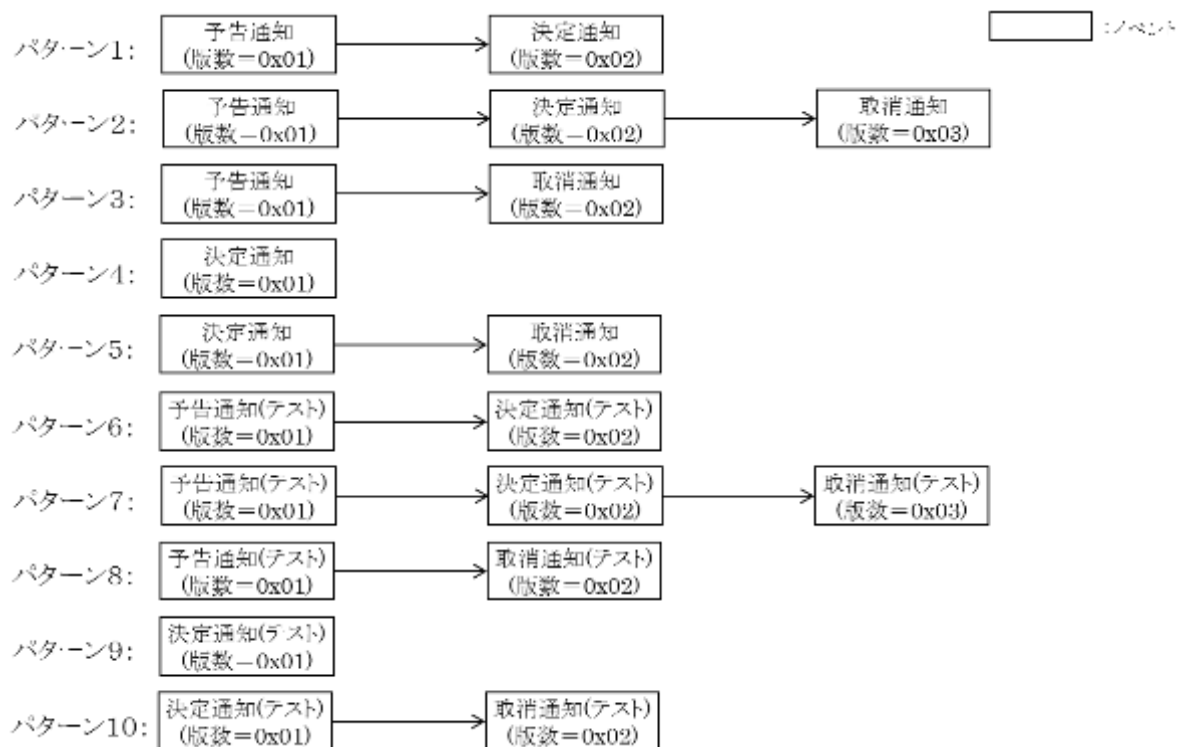 パターン1:
予告通知
(版数=0x01)
決定通知
(版数=0x02)
パターン2:
予告通知
(版数=0x01)
決定通知
(版数=0x02)
取消通知
(版数=0x03)
パターン3:
予告通知
(版数=0x01)
取消通知
(版数=0x02)
パターン4:
決定通知
(版数=0x01)
パターン5:
決定通知
(版数=0x01)
取消通知
(版数=0x02)
パターン6:
予告通知(テスト)
(版数=0x01)
決定通知(テスト)
(版数=0x02)
パターン7:
予告通知(テスト)
(版数=0x01)
決定通知(テスト)
(版数=0x02)
取消通知(テスト)
(版数=0x03)
パターン8:
予告通知(テスト)
(版数=0x01)
取消通知(テスト)
(版数=0x02)
パターン9:
決定通知(テスト)
(版数=0x01)
パターン10:
決定通知(テスト)
(版数=0x01)
取消通知(テスト)
(版数=0x02)